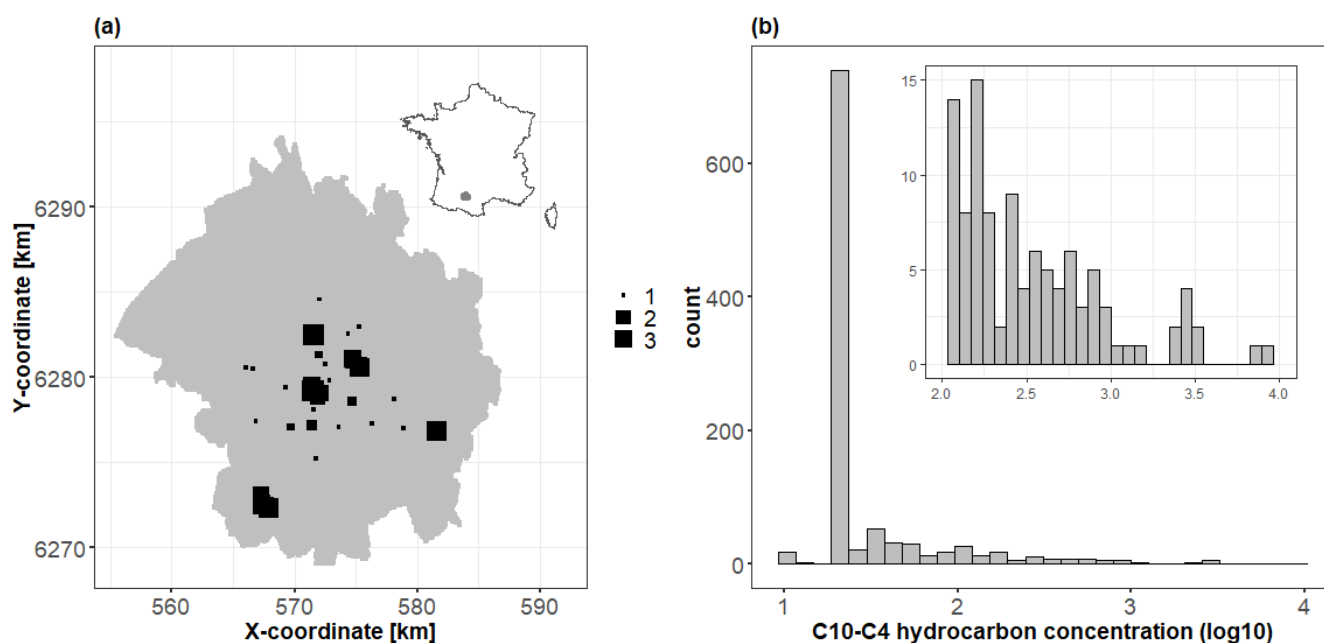 (a)
Y-coordinate [km]
6290
6280
6270
560 570 580 590
X-coordinate [km]
1
2
3
(b)
count
600
400
200
0
1 2 3 4
C10-C4 hydrocarbon concentration (log10)
15
10
5
0
2.0 2.5 3.0 3.5 4.0